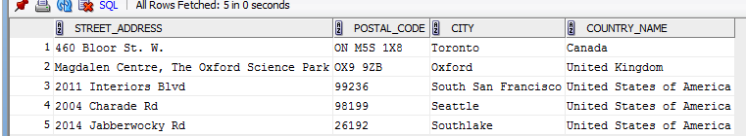 SQL | All Rows Fetched: 5 in 0 seconds
STREET_ADDRESS POSTAL_CODE CITY COUNTRY_NAME
1 460 Bloor St. W. ON M5S 1X8 Toronto Canada
2 Magdalen Centre, The Oxford Science Park OX9 9ZB Oxford United Kingdom
3 2011 Interiors Blvd 99236 South San Francisco United States of America
4 2004 Charade Rd 98199 Seattle United States of America
5 2014 Jabberwocky Rd 26192 Southlake United States of America